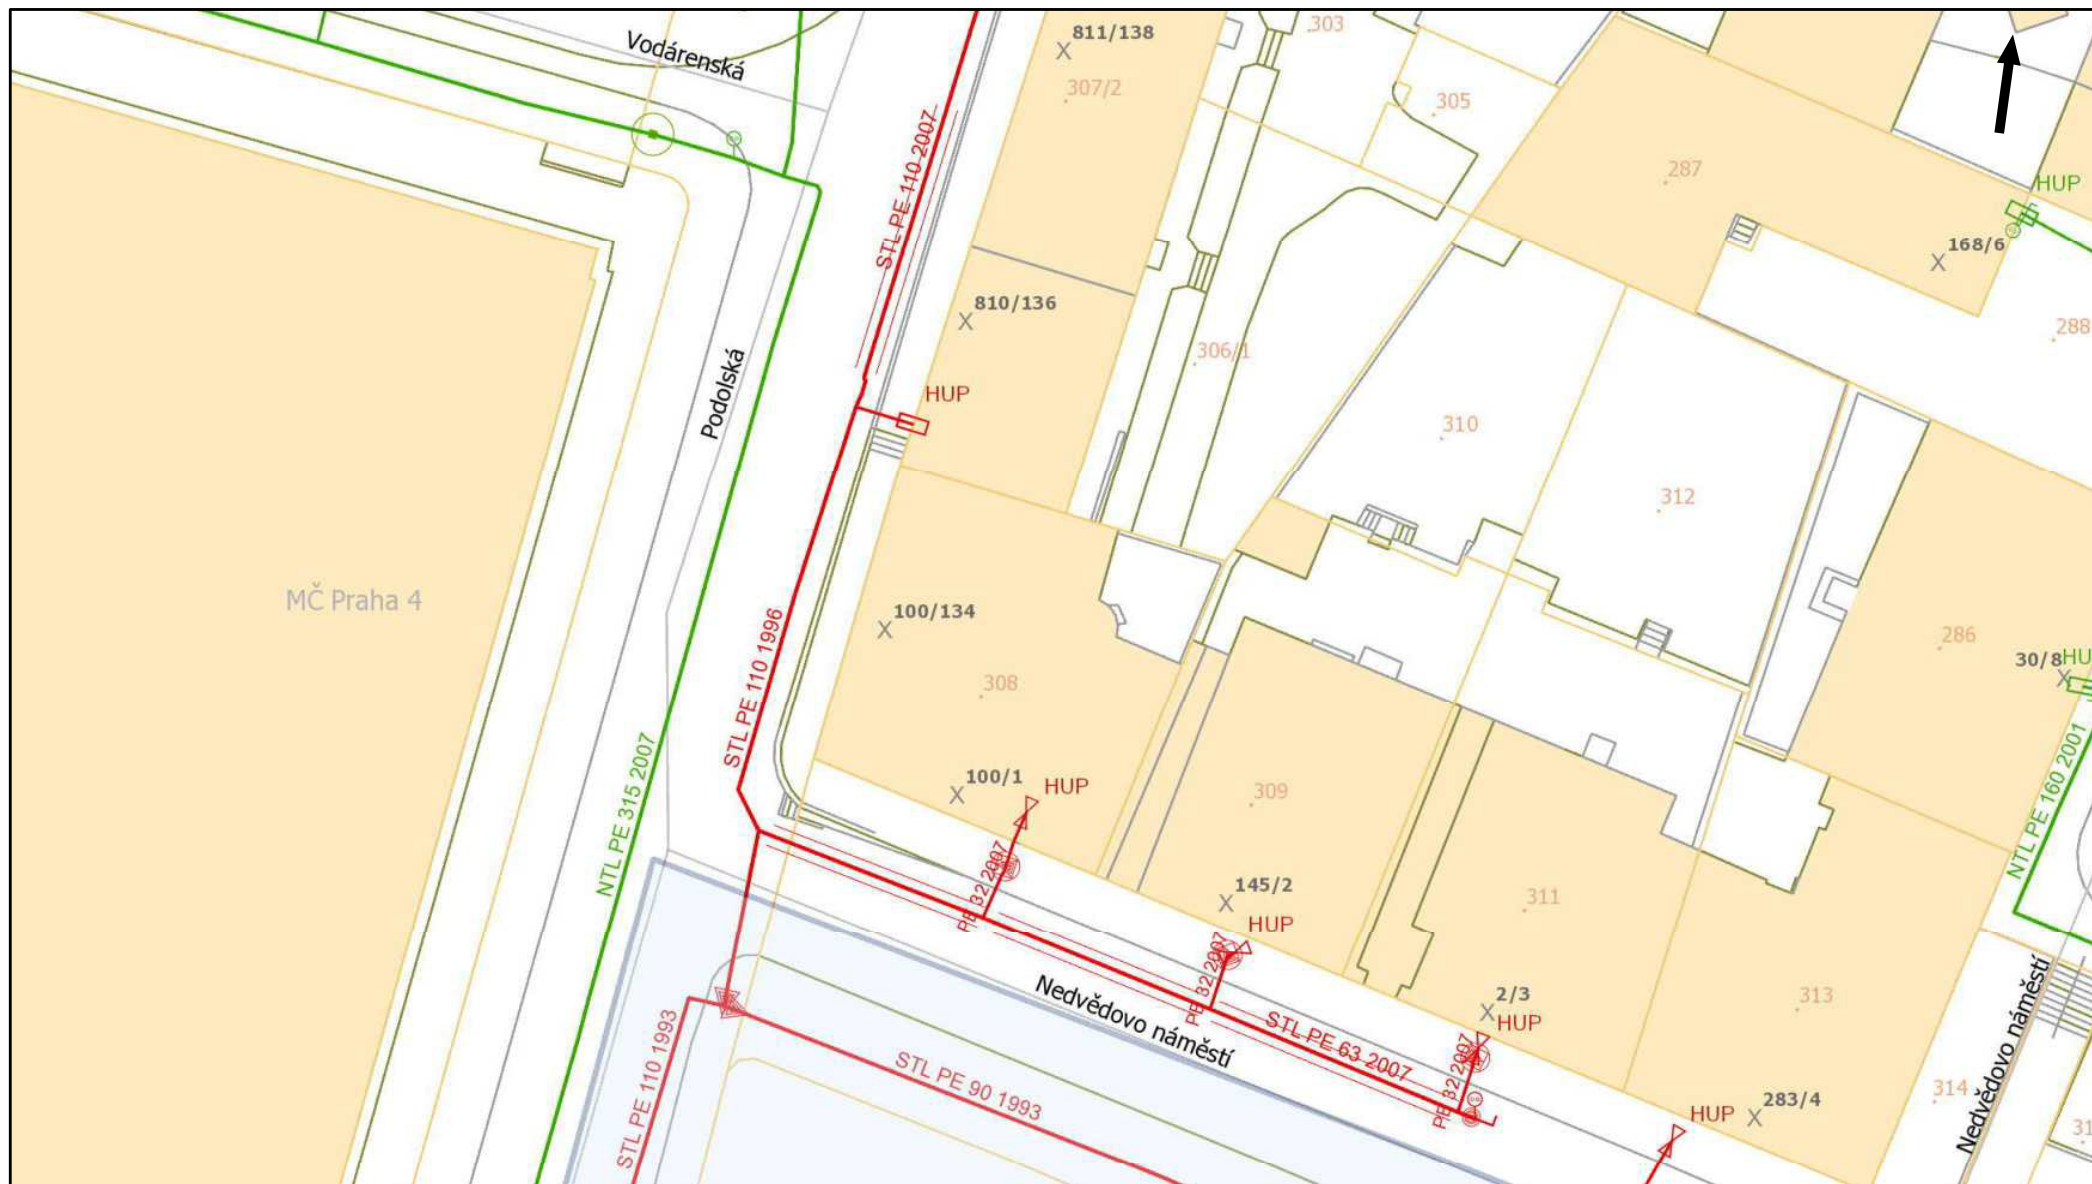 303
811/138
Vodárenská
307/2
305
STL PE 110 2007
287
HUP
168/6
810/136
288
306/1
Podolská
HUP
310
312
MČ Praha 4
100/134
STL PE 110 1996
286
30/8
HU
308
NTL PE 315 2007
NTL PE 160 2001
100/1
HUP
309
PE 32 2007
145/2
311
HUP
PE 32 2007
Nedvědovo náměstí
STL PE 63 2007
2/3
HUP
313
Nedvědovo náměstí
STL PE 110 1993
STL PE 90 1993
PE 32 2007
283/4
HUP
314
31